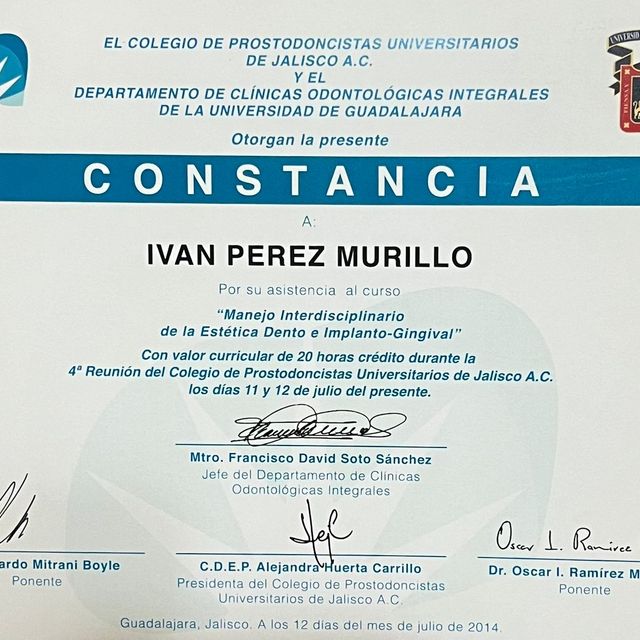 EL COLEGIO DE PROSTODONCISTAS UNIVERSITARIOS
DE JALISCO A.C.
Y EL
DEPARTAMENTO DE CLÍNICAS ODONTOLÓGICAS INTEGRALES
DE LA UNIVERSIDAD DE GUADALAJARA
Otorgan la presente
CONSTANCIA
A:
IVAN PEREZ MURILLO
Por su asistencia al curso
“Manejo Interdisciplinario
de la Estética Dento e Implanto-Gingival”
Con valor curricular de 20 horas crédito durante la
4ª Reunión del Colegio de Prostodoncistas Universitarios de Jalisco A.C.
los días 11 y 12 de julio del presente.
Mtro. Francisco David Soto Sánchez
Jefe del Departamento de Clínicas
Odontológicas Integrales
Oscar I. Ramirez
ardo Mitrani Boyle
Ponente
C.D.E.P. Alejandra Huerta Carrillo
Presidenta del Colegio de Prostodoncistas
Universitarios de Jalisco A.C.
Dr. Oscar I. Ramírez M
Ponente
Guadalajara, Jalisco. A los 12 días del mes de julio de 2014.